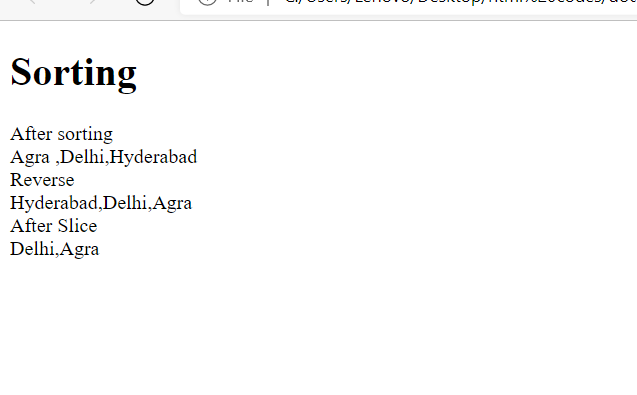 Sorting
After sorting
Agra ,Delhi,Hyderabad
Reverse
Hyderabad,Delhi,Agra
After Slice
Delhi,Agra